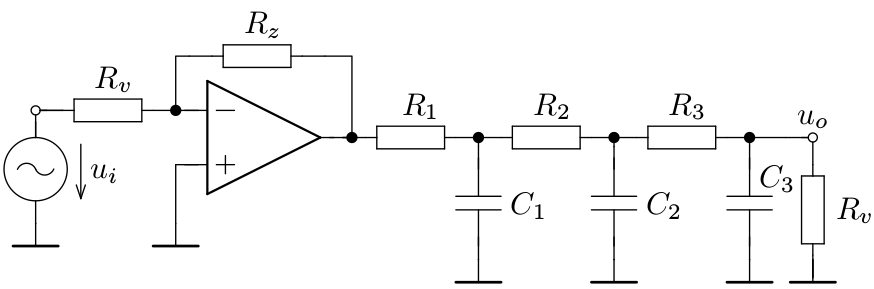 R_z
R_v
R_1 R_2 R_3
u_o
−
+
u_i
C_1 C_2 C_3
R_v